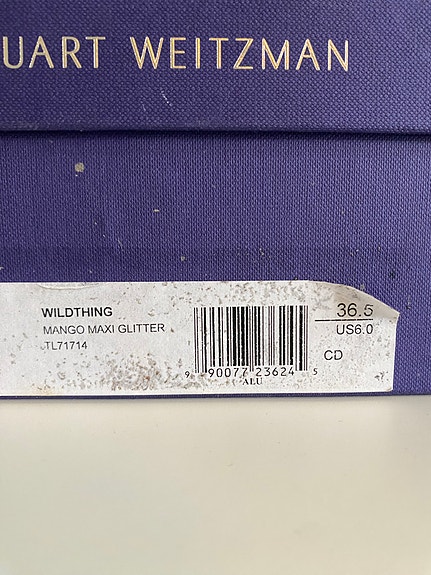 UART WEITZMAN
WILDTHING
MANGO MAXI GLITTER
TL71714
9 90077 23624 5
ALU
36.5
US6.0
CD